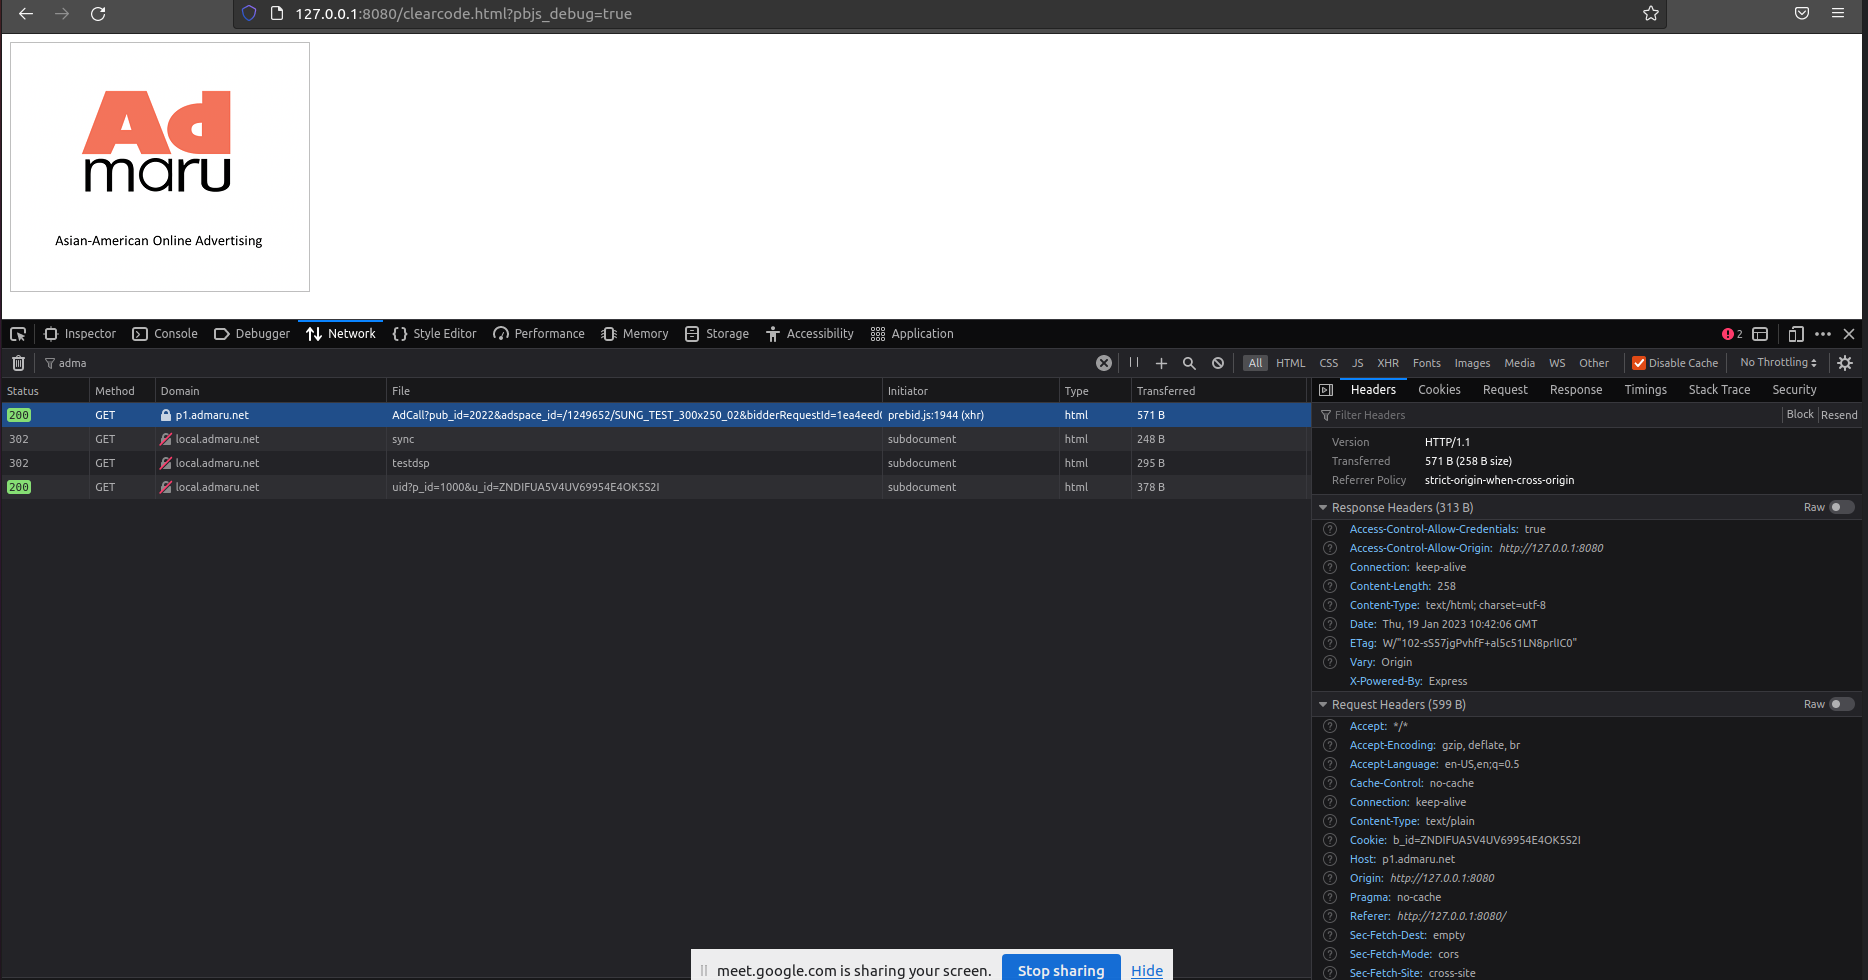 127.0.0.1:8080/clearcode.html?pbjs_debug=true
Ad
maru
Asian-American Online Advertising
Inspector Console Debugger Network Style Editor Performance Memory Storage Accessibility Application 2
adma All HTML CSS JS XHR Fonts Images Media WS Other Disable Cache No Throttling
Status Method Domain File Initiator Type Transferred
200 GET p1.admaru.net AdCall?pub_id=2022&adspace_id=/1249652/SUNG_TEST_300x250_02&bidderRequestId=1ea4eed prebid.js:1944 (xhr) html 571 B
302 GET local.admaru.net sync subdocument html 248 B
302 GET local.admaru.net testdsp subdocument html 295 B
200 GET local.admaru.net uid?p_id=1000&u_id=ZNDIFUA5V4UV69954E4OK5S2I subdocument html 378 B
Headers Cookies Request Response Timings Stack Trace Security
Filter Headers Block Resend
Version HTTP/1.1
Transferred 571 B (258 B size)
Referrer Policy strict-origin-when-cross-origin
Response Headers (313 B) Raw
Access-Control-Allow-Credentials: true
Access-Control-Allow-Origin: http://127.0.0.1:8080
Connection: keep-alive
Content-Length: 258
Content-Type: text/html; charset=utf-8
Date: Thu, 19 Jan 2023 10:42:06 GMT
ETag: W/"102-sS57jgPvhfF+al5c51LN8prlIC0"
Vary: Origin
X-Powered-By: Express
Request Headers (599 B) Raw
Accept: */*
Accept-Encoding: gzip, deflate, br
Accept-Language: en-US,en;q=0.5
Cache-Control: no-cache
Connection: keep-alive
Content-Type: text/plain
Cookie: b_id=ZNDIFUA5V4UV69954E4OK5S2I
Host: p1.admaru.net
Origin: http://127.0.0.1:8080
Pragma: no-cache
Referer: http://127.0.0.1:8080/
Sec-Fetch-Dest: empty
Sec-Fetch-Mode: cors
Sec-Fetch-Site: cross-site
meet.google.com is sharing your screen. Stop sharing Hide